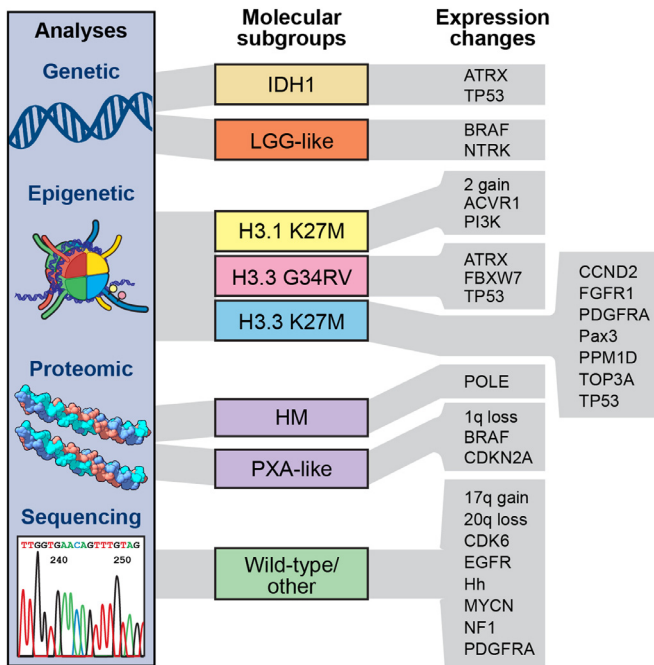 Analyses
Molecular
subgroups
Expression
changes
Genetic
IDH1
ATRX
TP53
LGG-like
BRAF
NTRK
Epigenetic
H3.1 K27M
2 gain
ACVR1
PI3K
H3.3 G34RV
ATRX
FBXW7
TP53
H3.3 K27M
CCND2
FGFR1
PDGFRA
Pax3
PPM1D
TOP3A
TP53
Proteomic
HM
POLE
PXA-like
1q loss
BRAF
CDKN2A
Sequencing
TTGGTGAACAGTTTGTAG
240 250
Wild-type/
other
17q gain
20q loss
CDK6
EGFR
Hh
MYCN
NF1
PDGFRA